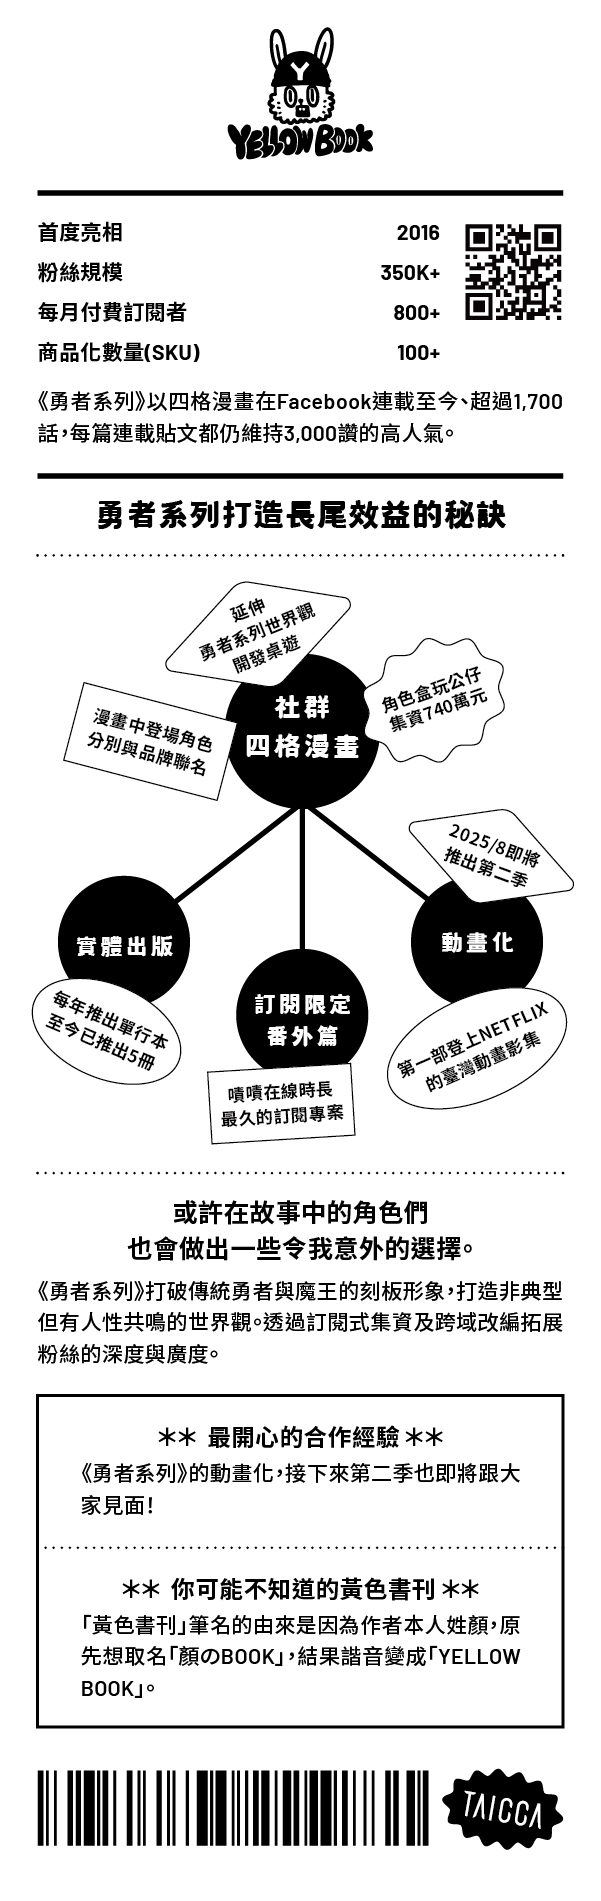 Y
YELLOW BOOK
首度亮相 2016
粉絲規模 350K+
每月付費訂閱者 800+
商品化數量(SKU) 100+
《勇者系列》以四格漫畫在Facebook連載至今、超過1,700
話，每篇連載貼文都仍維持3,000讚的高人氣。
勇者系列打造長尾效益的秘訣
延伸
勇者系列世界觀
開發桌遊
角色盒玩公仔
集資740萬元
漫畫中登場角色
分別與品牌聯名
社群
四格漫畫
2025/8即將
推出第二季
實體出版
動畫化
訂閱限定
番外篇
每年推出單行本
至今已推出5冊
第一部登上NETFLIX
的臺灣動畫影集
嘖嘖在線時長
最久的訂閱專案
或許在故事中的角色們
也會做出一些令我意外的選擇。
《勇者系列》打破傳統勇者與魔王的刻板形象，打造非典型
但有人性共鳴的世界觀。透過訂閱式集資及跨域改編拓展
粉絲的深度與廣度。
** 最開心的合作經驗 **
《勇者系列》的動畫化，接下來第二季也即將跟大
家見面！
** 你可能不知道的黃色書刊 **
「黃色書刊」筆名的由來是因為作者本人姓顏，原
先想取名「顏のBOOK」，結果諧音變成「YELLOW
BOOK」。
TAICCA